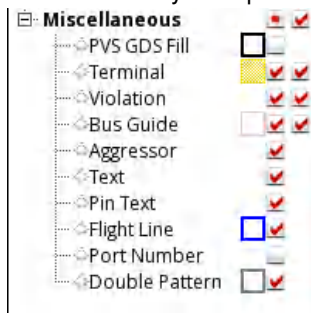 Miscellaneous
PVS GDS Fill
Terminal
Violation
Bus Guide
Aggressor
Text
Pin Text
Flight Line
Port Number
Double Pattern